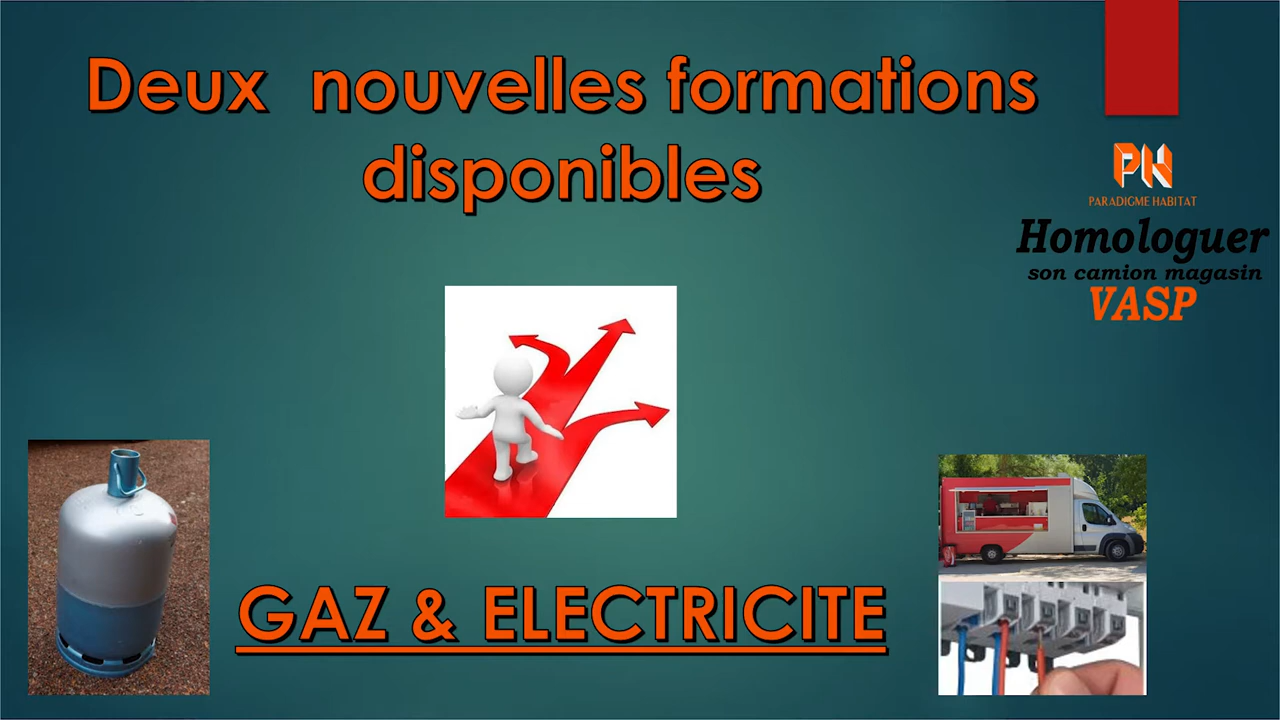 Deux nouvelles formations
disponibles
PH
PARADIGME HABITAT
Homologuer
son camion magasin
VASP
GAZ & ELECTRICITE